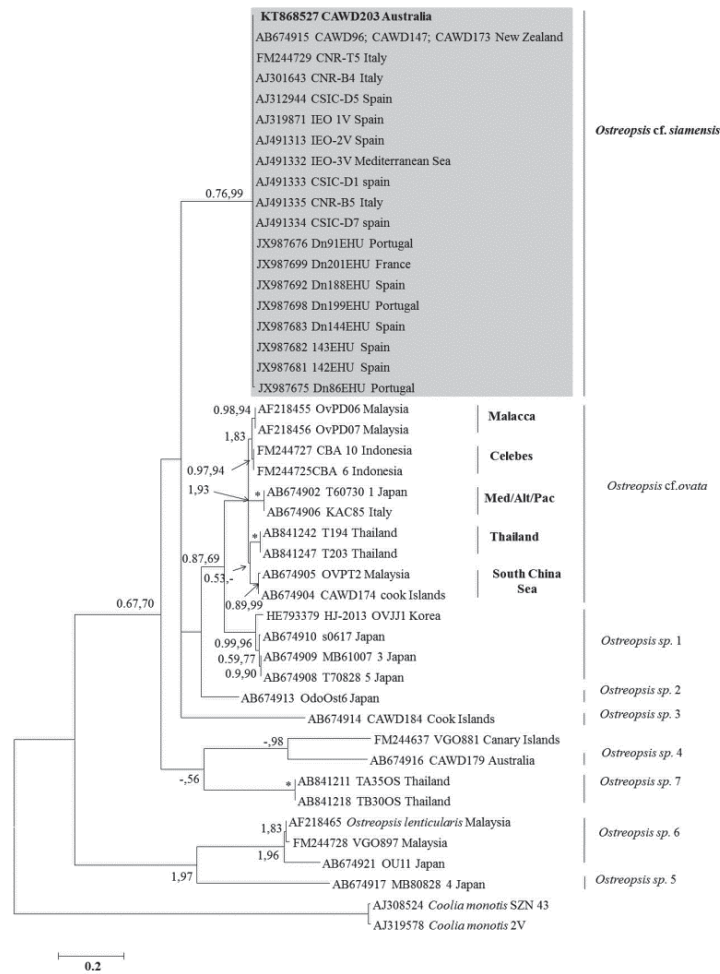 KT868527 CAWD203 Australia
AB674915 CAWD96; CAWD147; CAWD173 New Zealand
FM244729 CNR-T5 Italy
AJ301643 CNR-B4 Italy
AJ312944 CSIC-D5 Spain
AJ319871 IEO 1V Spain
AJ491313 IEO-2V Spain
AJ491332 IEO-3V Mediterranean Sea
AJ491333 CSIC-D1 spain
AJ491335 CNR-B5 Italy
AJ491334 CSIC-D7 spain
JX987676 Dn91EHU Portugal
JX987699 Dn201EHU France
JX987692 Dn188EHU Spain
JX987698 Dn199EHU Portugal
JX987683 Dn144EHU Spain
JX987682 143EHU Spain
JX987681 142EHU Spain
JX987675 Dn86EHU Portugal
Ostreopsis cf. siamensis
0.76,99
AF218455 OvPD06 Malaysia
AF218456 OvPD07 Malaysia
Malacca
0.98,94
1,83
FM244727 CBA 10 Indonesia
FM244725CBA 6 Indonesia
Celebes
0.97,94
1,93
AB674902 T60730 1 Japan
AB674906 KAC85 Italy
Med/Alt/Pac
*
AB841242 T194 Thailand
AB841247 T203 Thailand
Thailand
*
0.87,69
0.53,-
AB674905 OVPT2 Malaysia
AB674904 CAWD174 cook Islands
South China
Sea
0.89,99
Ostreopsis cf.ovata
0.67,70
HE793379 HJ-2013 OVJJ1 Korea
AB674910 s0617 Japan
AB674909 MB61007 3 Japan
AB674908 T70828 5 Japan
0.99,96
0.59,77
0.9,90
Ostreopsis sp. 1
AB674913 OdoOst6 Japan
Ostreopsis sp. 2
AB674914 CAWD184 Cook Islands
Ostreopsis sp. 3
FM244637 VGO881 Canary Islands
AB674916 CAWD179 Australia
-,98
Ostreopsis sp. 4
-,56
*
AB841211 TA35OS Thailand
AB841218 TB30OS Thailand
Ostreopsis sp. 7
AF218465 Ostreopsis lenticularis Malaysia
FM244728 VGO897 Malaysia
AB674921 OU11 Japan
1,83
1,96
Ostreopsis sp. 6
1,97
AB674917 MB80828 4 Japan
Ostreopsis sp. 5
AJ308524 Coolia monotis SZN 43
AJ319578 Coolia monotis 2V
0.2